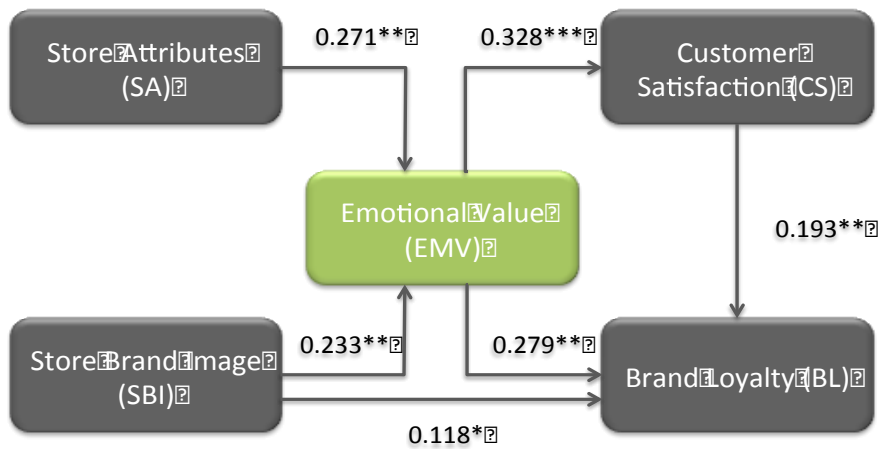 0.271**⍰
0.328***⍰
Store⍰Attributes⍰
(SA)⍰
Customer⍰
Satisfaction⍰(CS)⍰
Emotional⍰Value⍰
(EMV)⍰
0.193**⍰
0.233**⍰
0.279**⍰
Store⍰Brand⍰Image⍰
(SBI)⍰
Brand⍰Loyalty⍰(BL)⍰
0.118*⍰